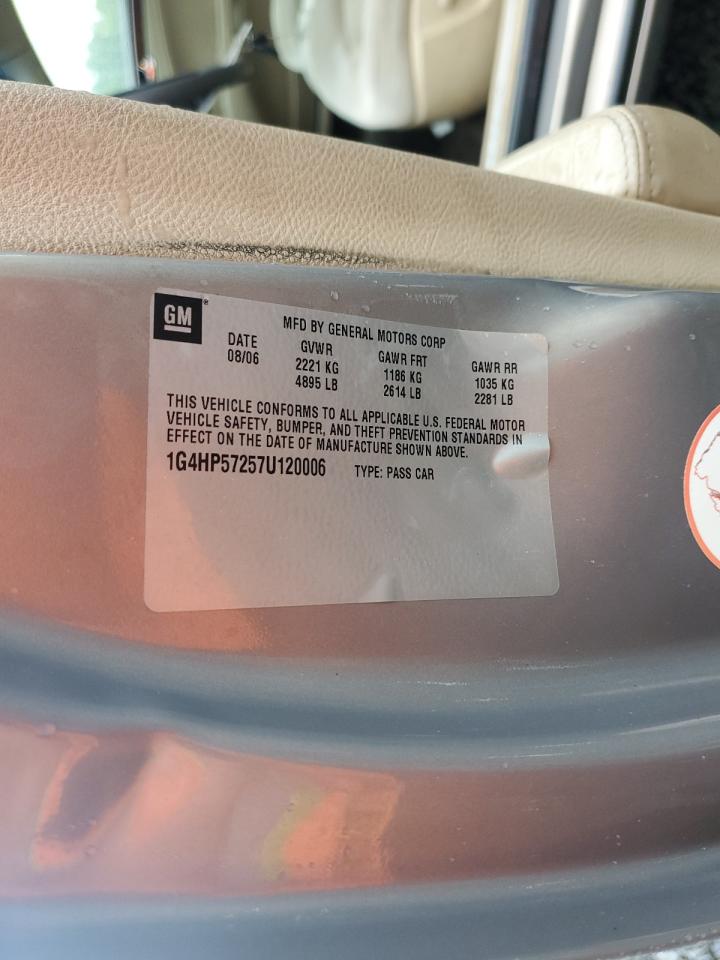 GM
MFD BY GENERAL MOTORS CORP
DATE GVWR GAWR FRT GAWR RR
08/06 2221 KG 1186 KG 1035 KG
4895 LB 2614 LB 2281 LB
THIS VEHICLE CONFORMS TO ALL APPLICABLE U.S. FEDERAL MOTOR
VEHICLE SAFETY, BUMPER, AND THEFT PREVENTION STANDARDS IN
EFFECT ON THE DATE OF MANUFACTURE SHOWN ABOVE.
1G4HP57257U120006 TYPE: PASS CAR